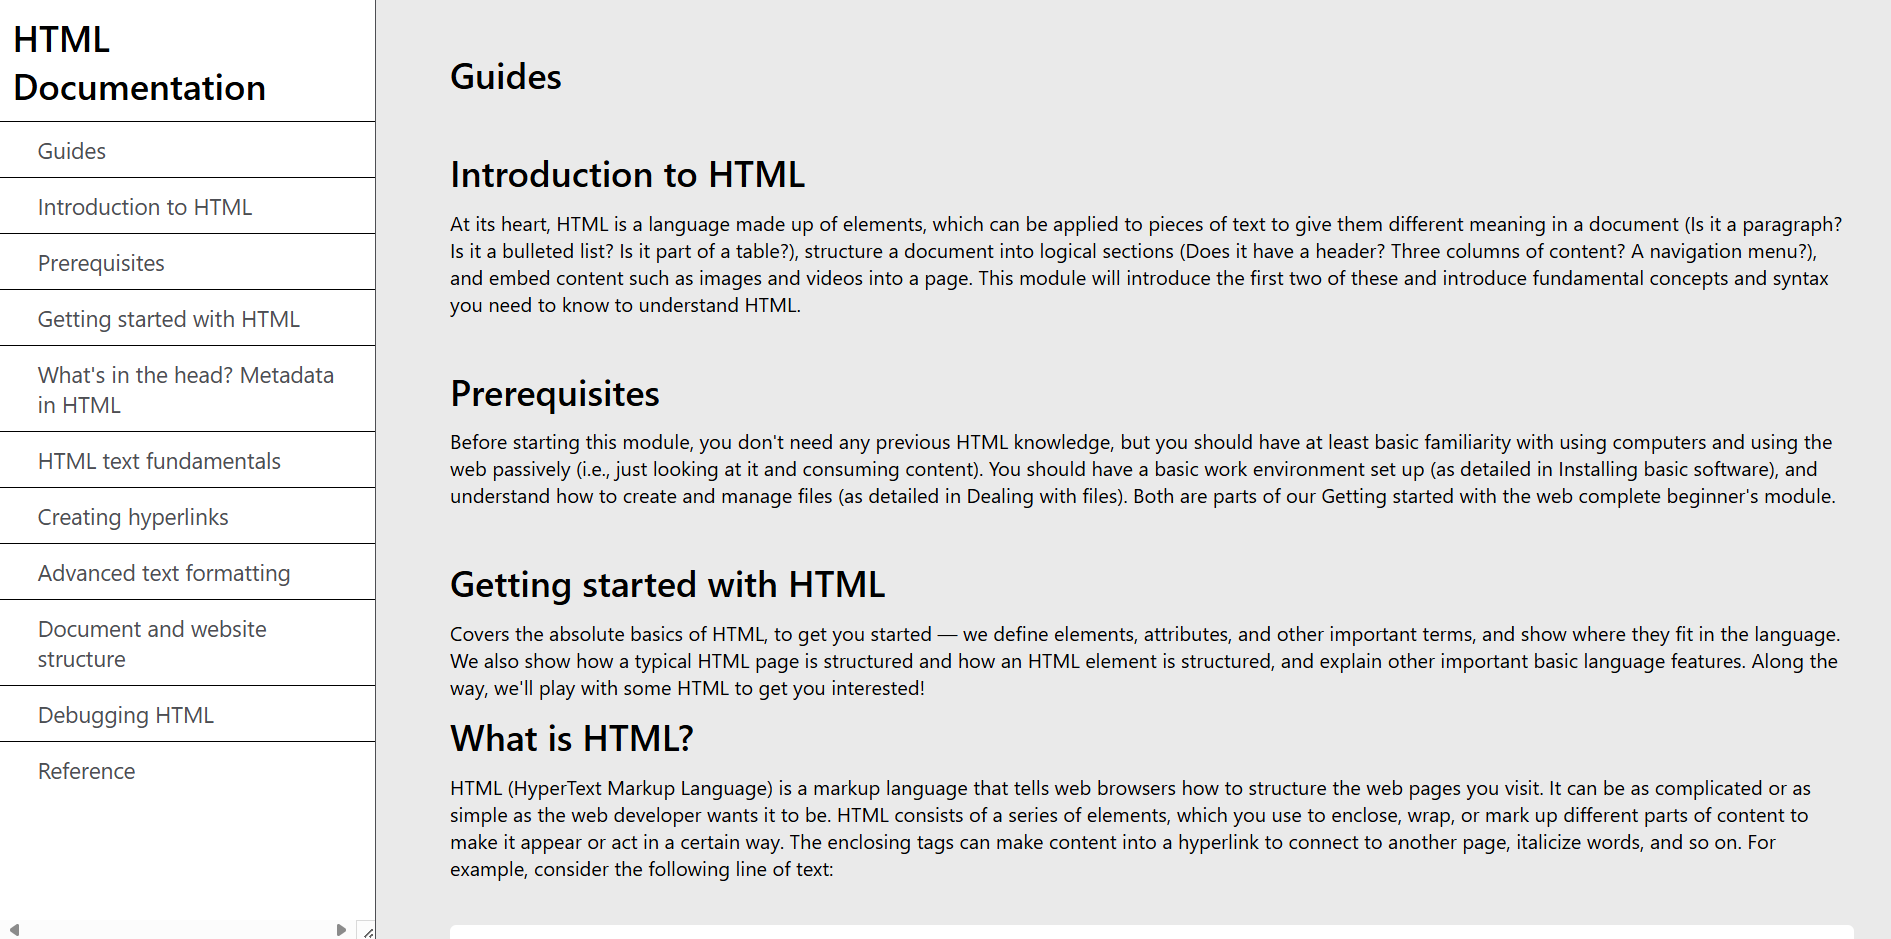 HTML
Documentation
Guides
Introduction to HTML
Prerequisites
Getting started with HTML
What's in the head? Metadata
in HTML
HTML text fundamentals
Creating hyperlinks
Advanced text formatting
Document and website
structure
Debugging HTML
Reference
Guides
Introduction to HTML
At its heart, HTML is a language made up of elements, which can be applied to pieces of text to give them different meaning in a document (Is it a paragraph?
Is it a bulleted list? Is it part of a table?), structure a document into logical sections (Does it have a header? Three columns of content? A navigation menu?),
and embed content such as images and videos into a page. This module will introduce the first two of these and introduce fundamental concepts and syntax
you need to know to understand HTML.
Prerequisites
Before starting this module, you don't need any previous HTML knowledge, but you should have at least basic familiarity with using computers and using the
web passively (i.e., just looking at it and consuming content). You should have a basic work environment set up (as detailed in Installing basic software), and
understand how to create and manage files (as detailed in Dealing with files). Both are parts of our Getting started with the web complete beginner's module.
Getting started with HTML
Covers the absolute basics of HTML, to get you started — we define elements, attributes, and other important terms, and show where they fit in the language.
We also show how a typical HTML page is structured and how an HTML element is structured, and explain other important basic language features. Along the
way, we'll play with some HTML to get you interested!
What is HTML?
HTML (HyperText Markup Language) is a markup language that tells web browsers how to structure the web pages you visit. It can be as complicated or as
simple as the web developer wants it to be. HTML consists of a series of elements, which you use to enclose, wrap, or mark up different parts of content to
make it appear or act in a certain way. The enclosing tags can make content into a hyperlink to connect to another page, italicize words, and so on. For
example, consider the following line of text: